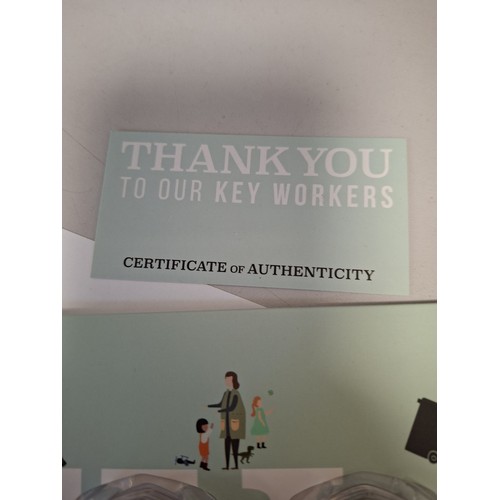 THANK YOU
TO OUR KEY WORKERS
CERTIFICATE OF AUTHENTICITY